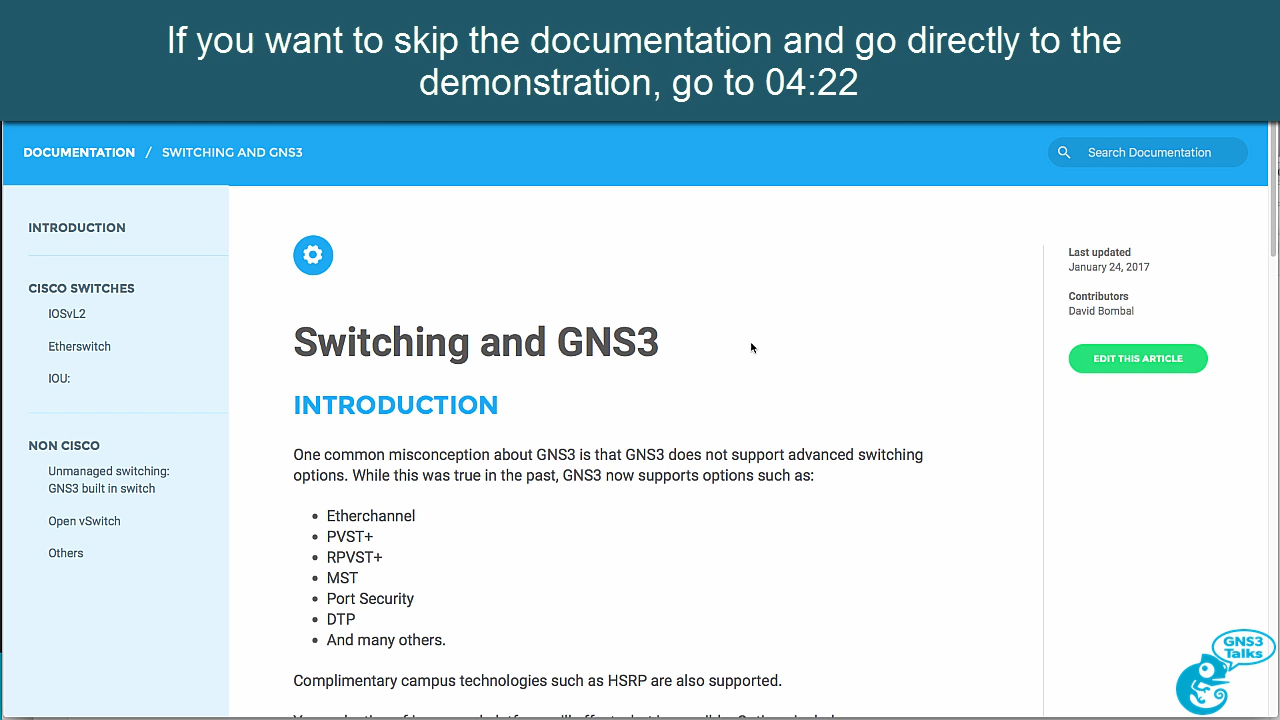 If you want to skip the documentation and go directly to the
demonstration, go to 04:22
DOCUMENTATION / SWITCHING AND GNS3
Search Documentation
INTRODUCTION
CISCO SWITCHES
IOSvL2
Etherswitch
IOU:
NON CISCO
Unmanaged switching:
GNS3 built in switch
Open vSwitch
Others
Switching and GNS3
INTRODUCTION
One common misconception about GNS3 is that GNS3 does not support advanced switching
options. While this was true in the past, GNS3 now supports options such as:
• Etherchannel
• PVST+
• RPVST+
• MST
• Port Security
• DTP
• And many others.
Complimentary campus technologies such as HSRP are also supported.
Last updated
January 24, 2017
Contributors
David Bombal
EDIT THIS ARTICLE
GNS3
Talks